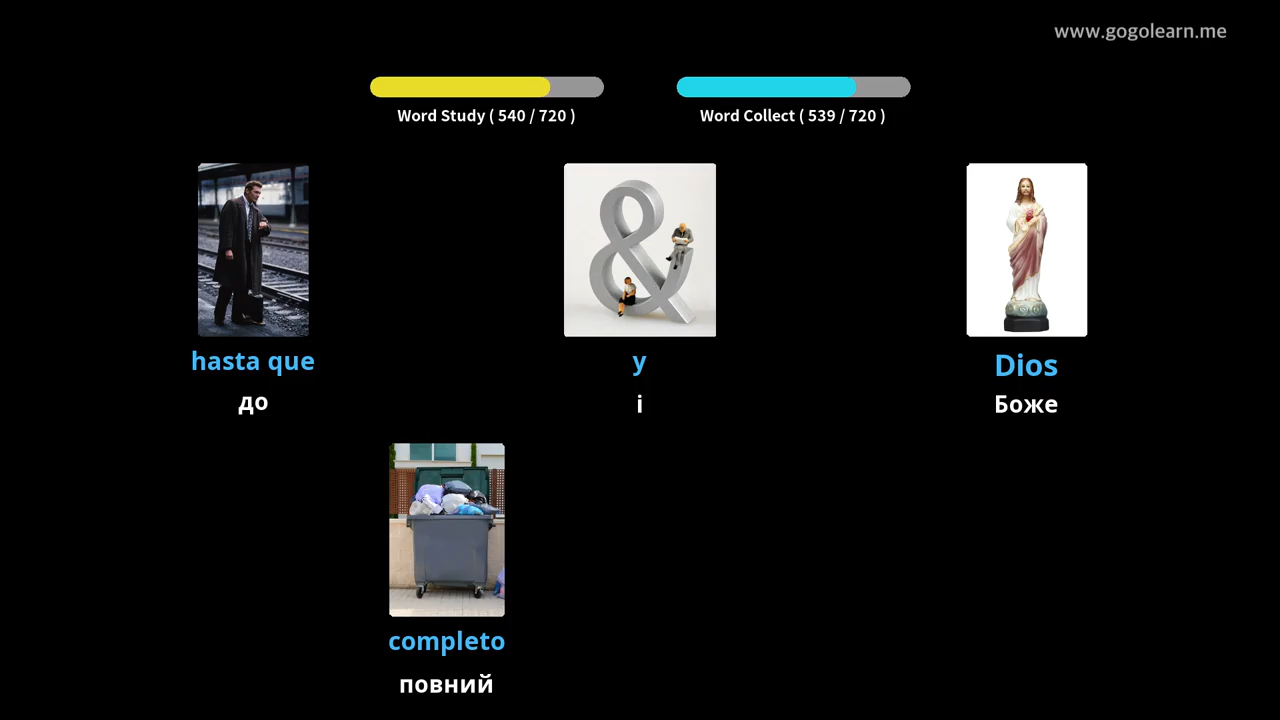 www.gogolearn.me
Word Study ( 540 / 720 )
Word Collect ( 539 / 720 )
hasta que
y
Dios
до
і
Боже
completo
повний